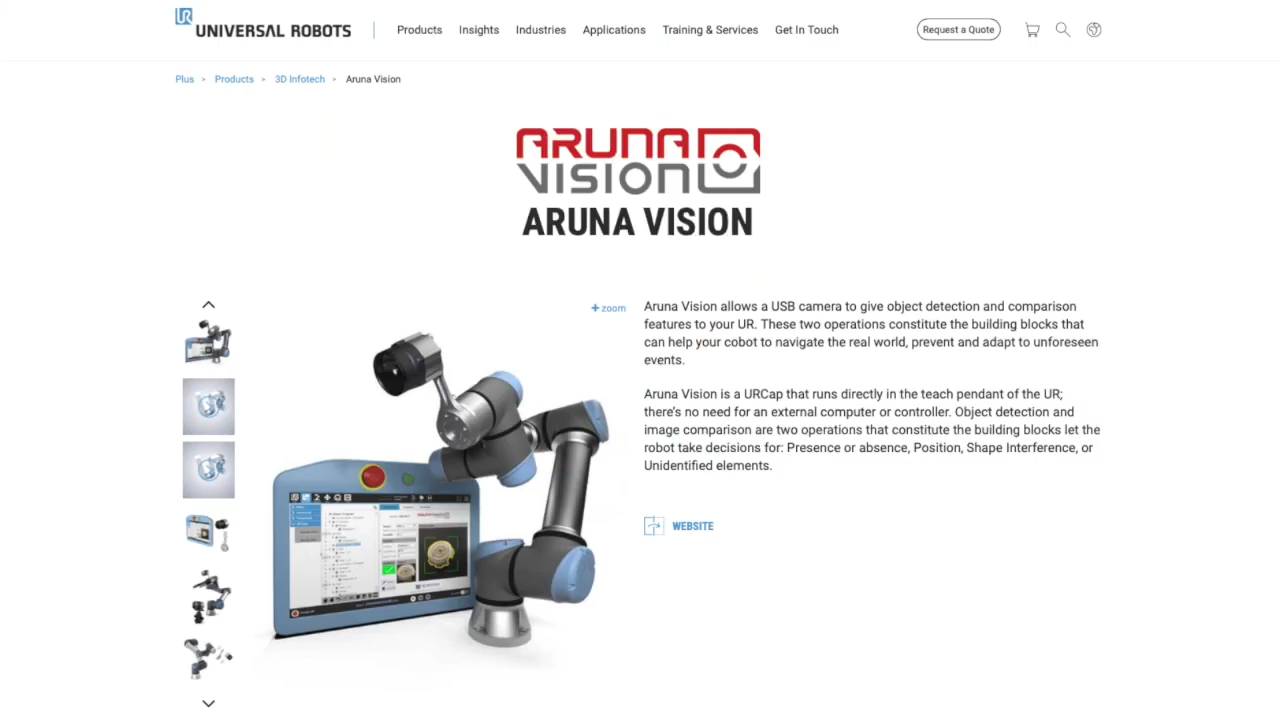 UR
UNIVERSAL ROBOTS
Products Insights Industries Applications Training & Services Get In Touch Request a Quote
Plus > Products > 3D Infotech > Aruna Vision
ARUNA
VISION
ARUNA VISION
+ zoom
Aruna Vision allows a USB camera to give object detection and comparison
features to your UR. These two operations constitute the building blocks that
can help your cobot to navigate the real world, prevent and adapt to unforeseen
events.
Aruna Vision is a URCap that runs directly in the teach pendant of the UR;
there's no need for an external computer or controller. Object detection and
image comparison are two operations that constitute the building blocks let the
robot take decisions for: Presence or absence, Position, Shape Interference, or
Unidentified elements.
WEBSITE